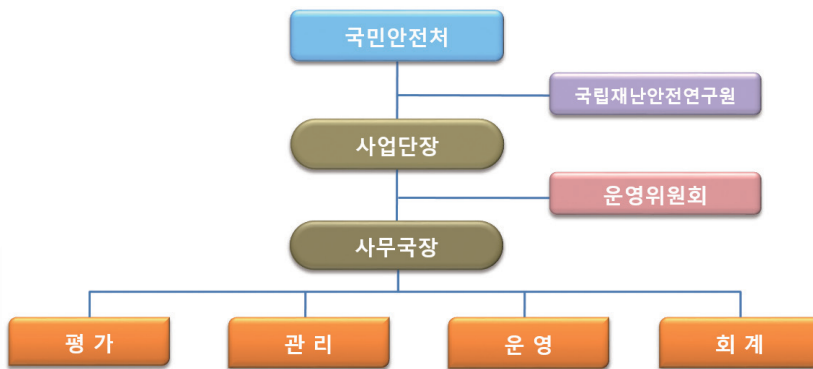 국민안전처
국립재난안전연구원
사업단장
운영위원회
사무국장
평 가
관 리
운 영
회 계